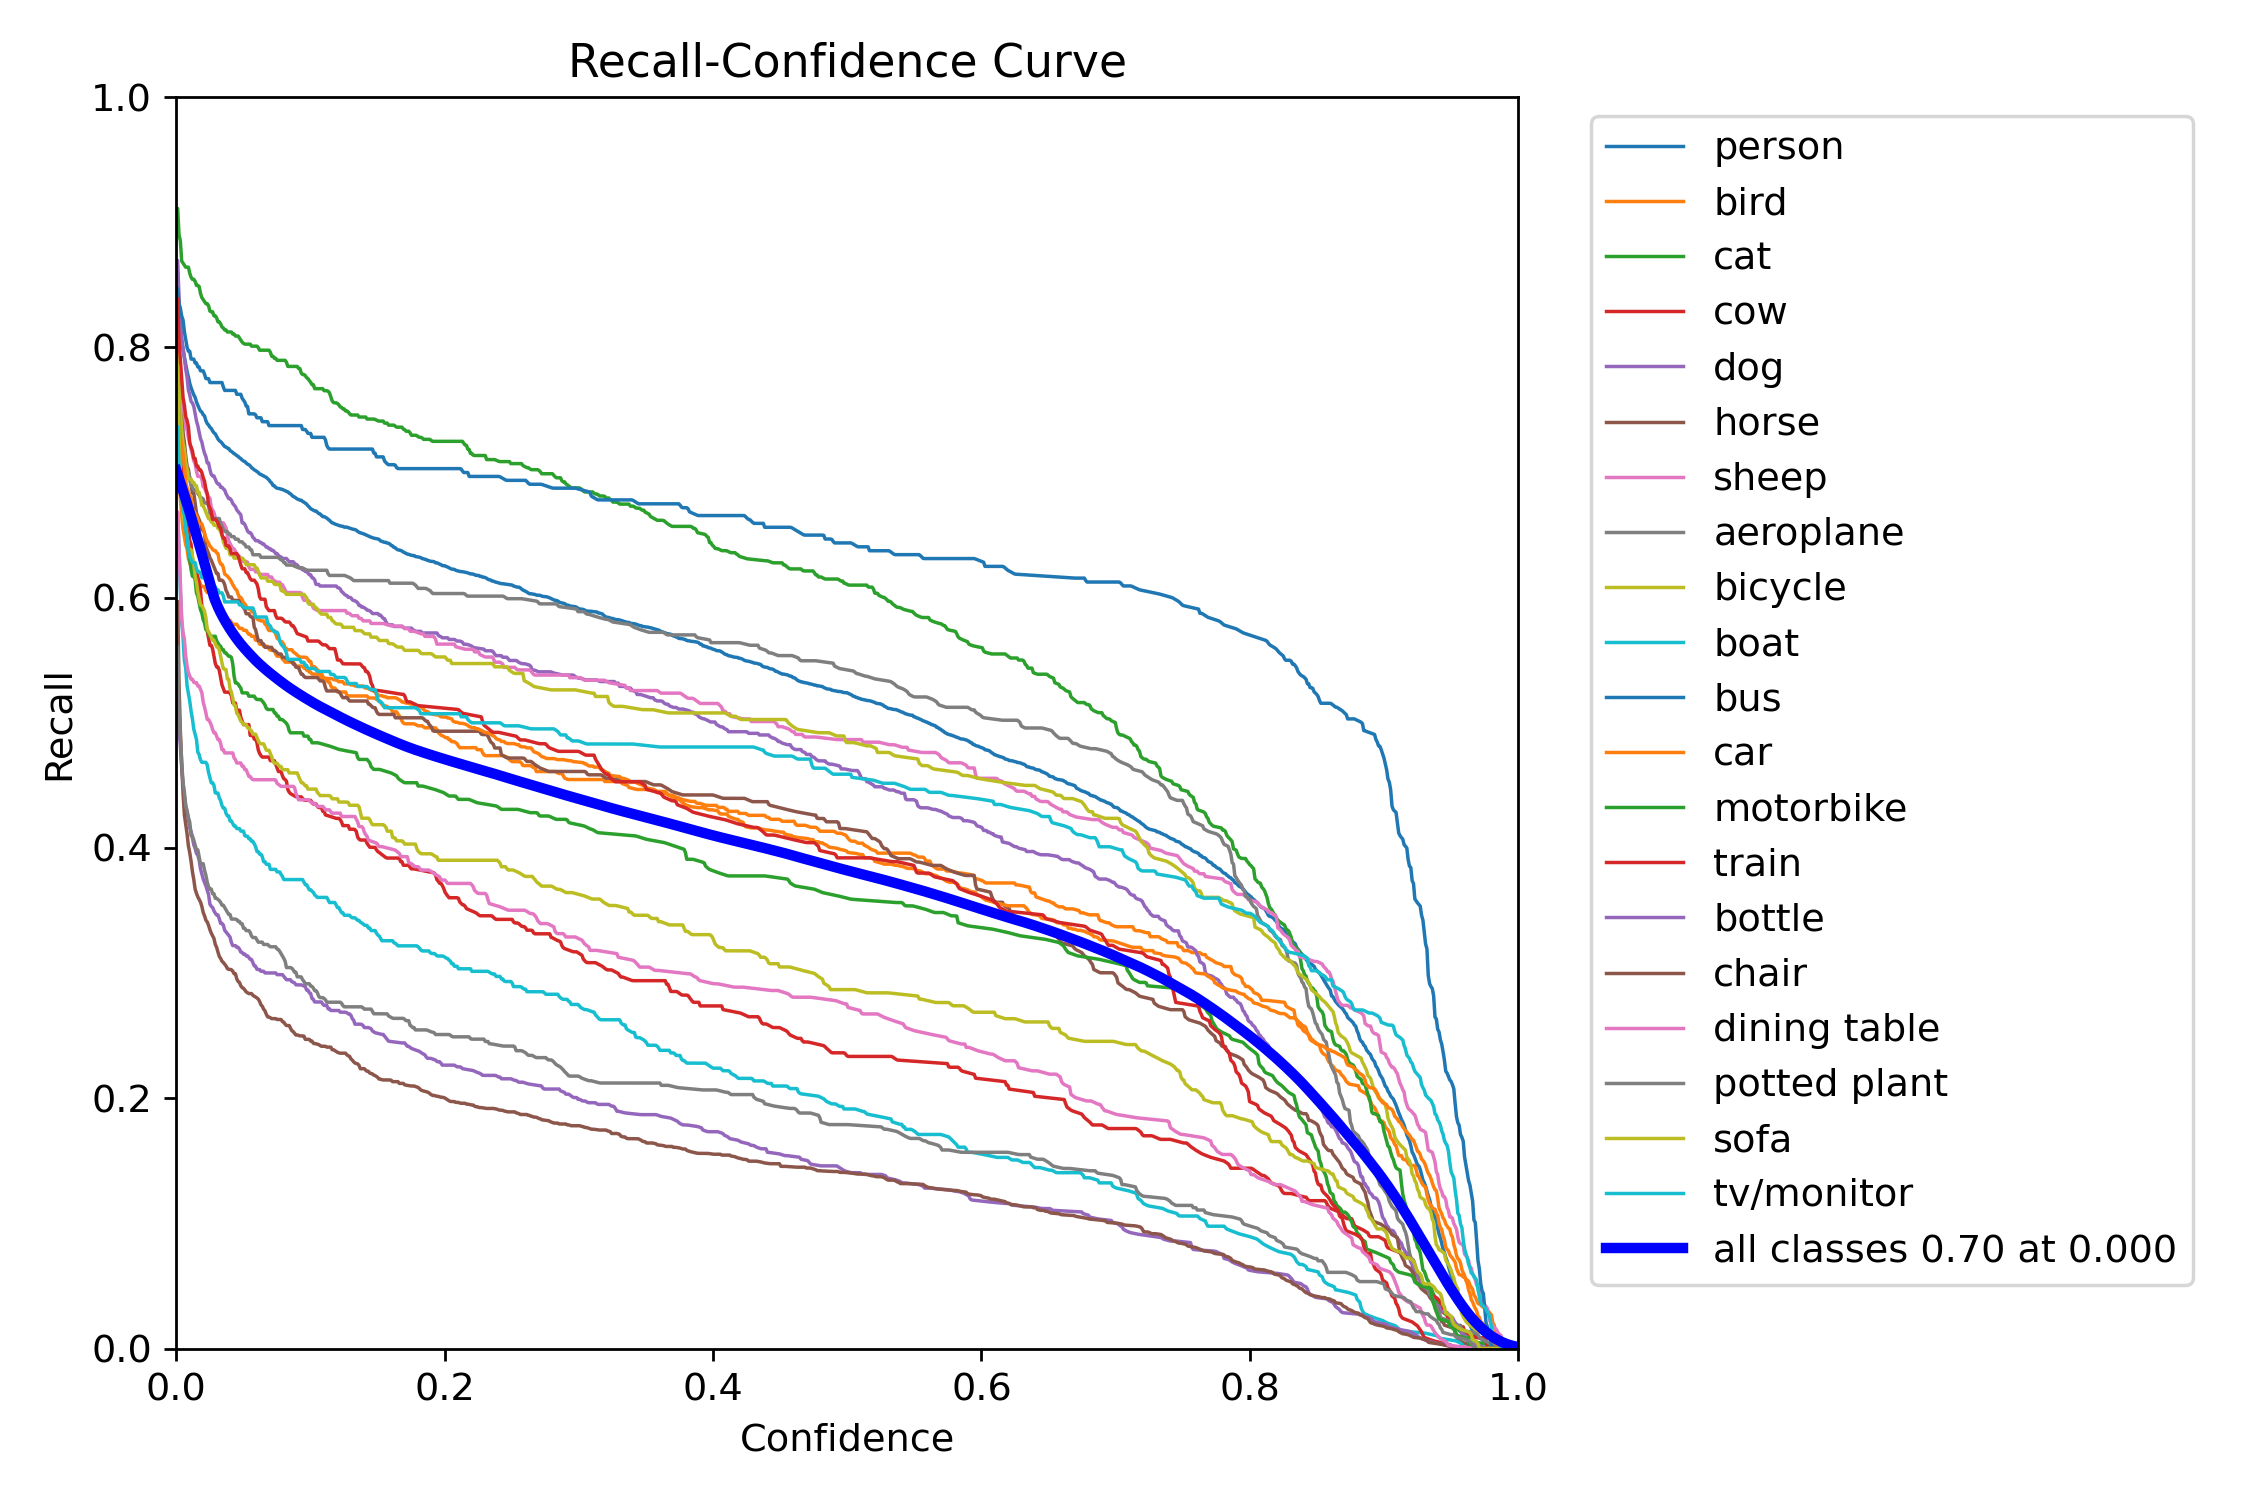 Recall-Confidence Curve
1.0
0.8
0.6
0.4
0.2
0.0
Recall
0.0 0.2 0.4 0.6 0.8 1.0
Confidence
person
bird
cat
cow
dog
horse
sheep
aeroplane
bicycle
boat
bus
car
motorbike
train
bottle
chair
dining table
potted plant
sofa
tv/monitor
all classes 0.70 at 0.000